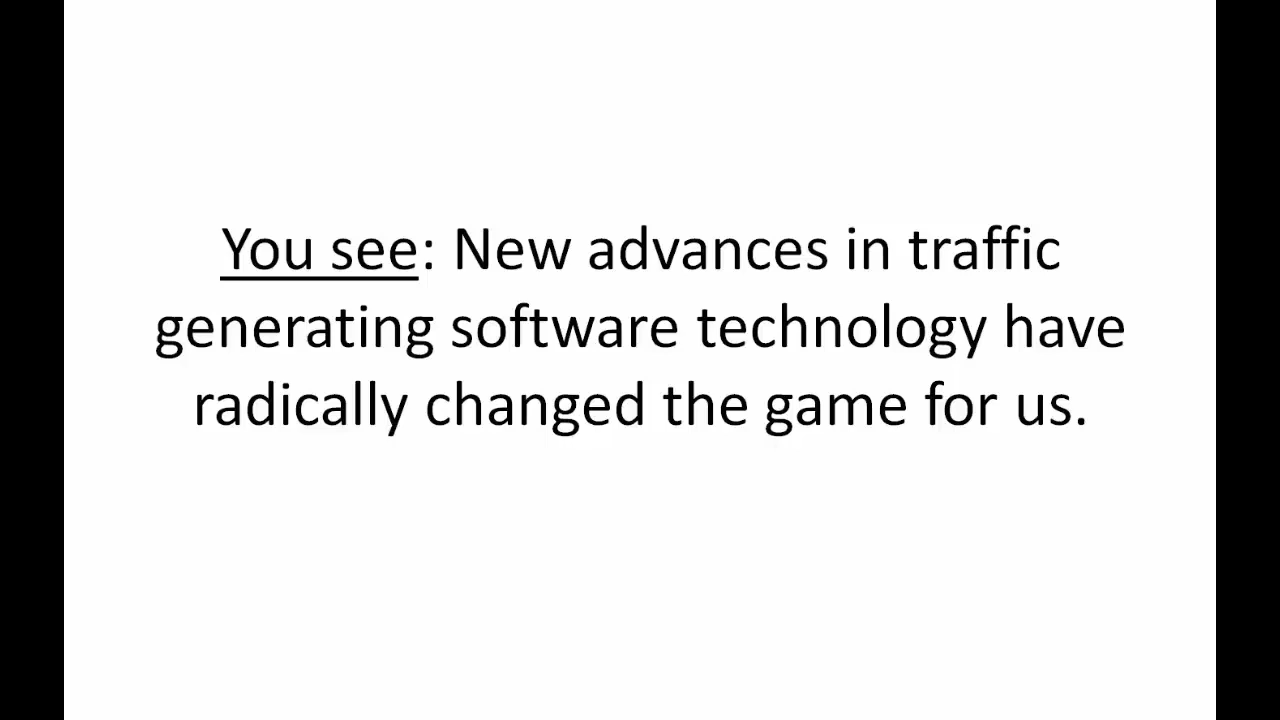 You see: New advances in traffic
generating software technology have
radically changed the game for us.